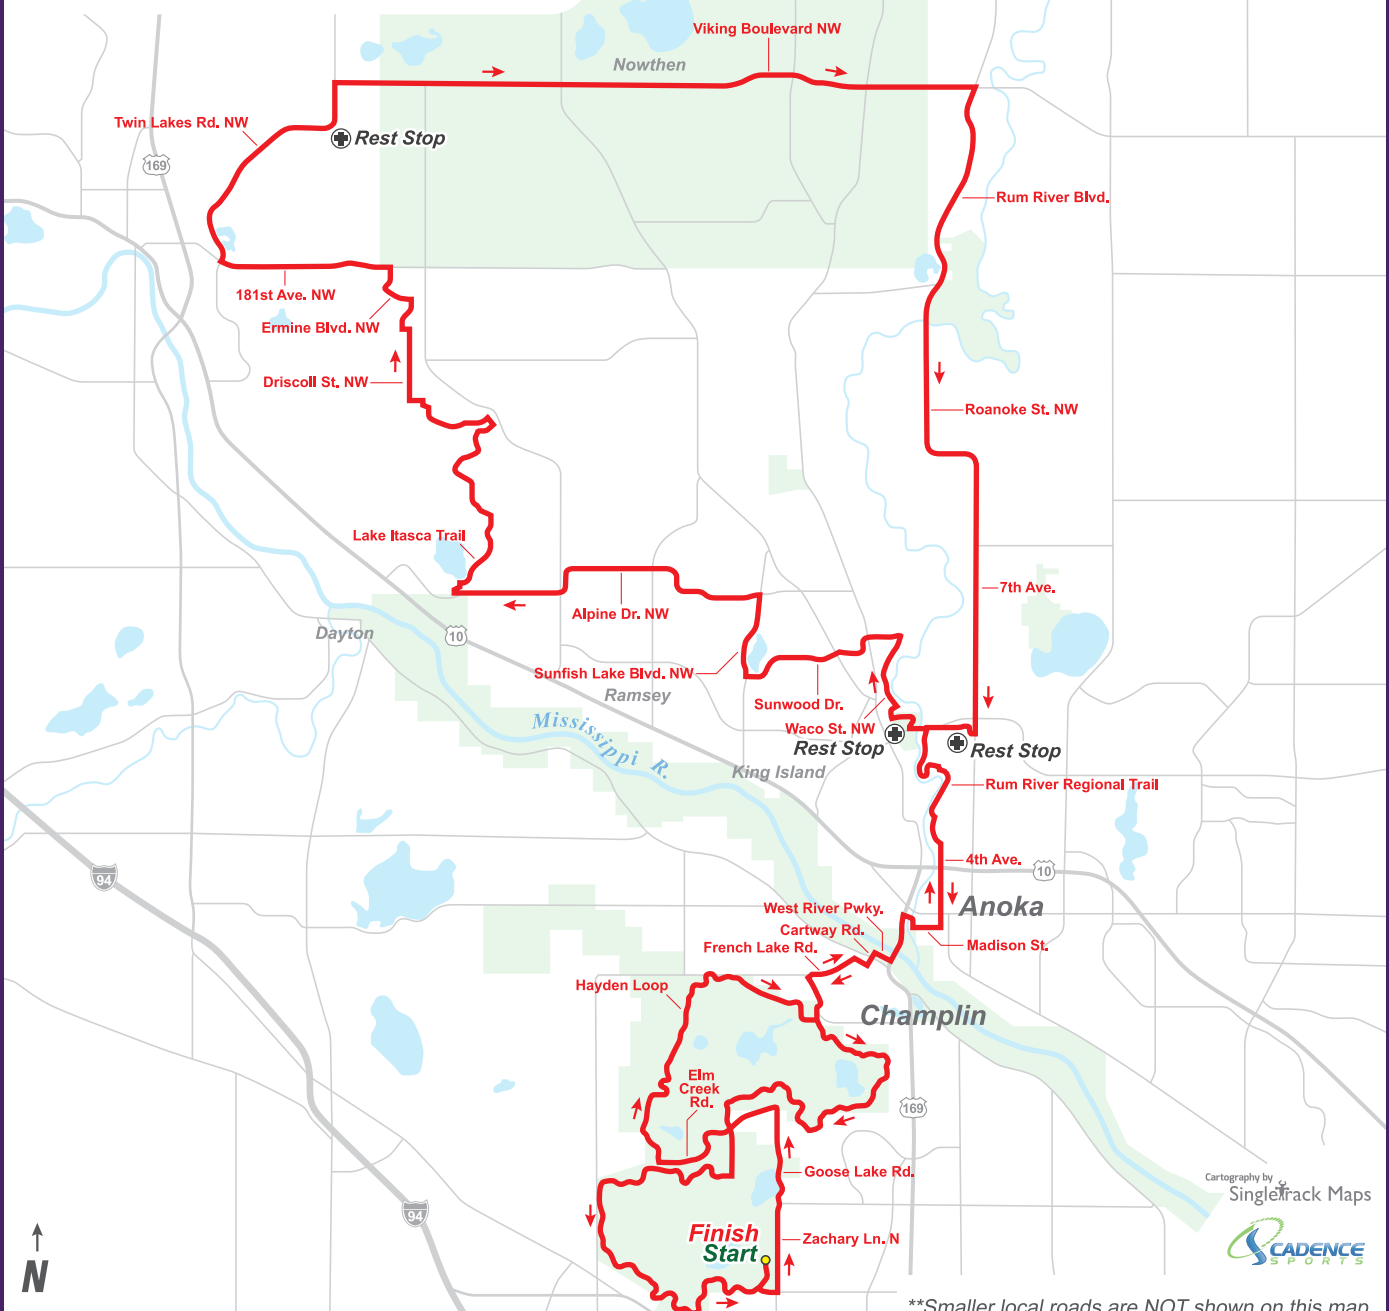 Viking Boulevard NW
Nowthen
Twin Lakes Rd. NW
Rest Stop
169
Rum River Blvd.
181st Ave. NW
Ermine Blvd. NW
Driscoll St. NW
Roanoke St. NW
Lake Itasca Trail
7th Ave.
Alpine Dr. NW
Dayton
10
Sunfish Lake Blvd. NW
Ramsey
Sunwood Dr.
Waco St. NW
Mississippi R.
Rest Stop
Rest Stop
King Island
Rum River Regional Trail
4th Ave.
10
94
West River Pwky.
Anoka
Cartway Rd.
French Lake Rd.
Madison St.
Hayden Loop
Champlin
Elm
Creek
Rd.
169
Goose Lake Rd.
Cartography by
SingleTrack Maps
94
Finish
Start
Zachary Ln. N
CADENCE
SPORTS
N
**Smaller local roads are NOT shown on this map